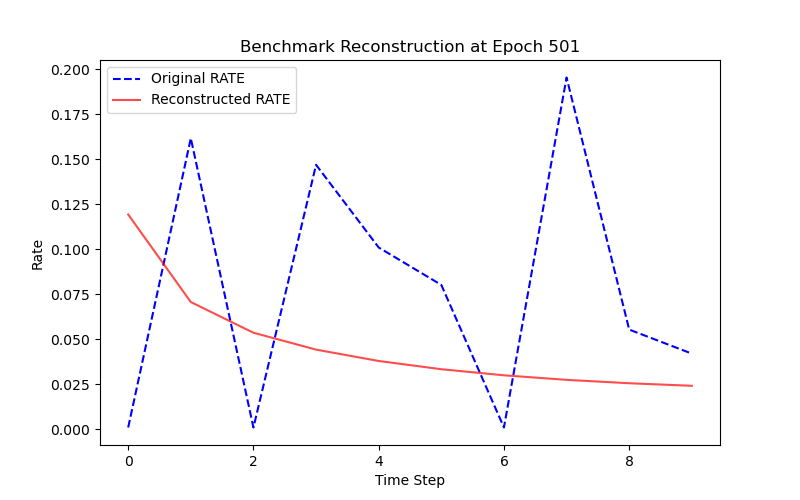 Benchmark Reconstruction at Epoch 501
Original RATE
Reconstructed RATE
0.200
0.175
0.150
0.125
0.100
0.075
0.050
0.025
0.000
Rate
0 2 4 6 8
Time Step